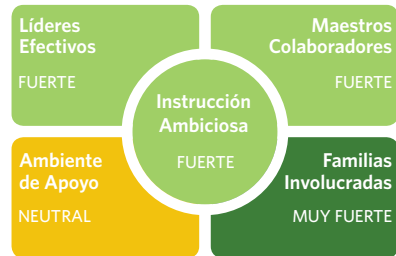 Líderes
Efectivos
FUERTE
Maestros
Colaboradores
FUERTE
Instrucción
Ambiciosa
FUERTE
Ambiente
de Apoyo
NEUTRAL
Familias
Involucradas
MUY FUERTE